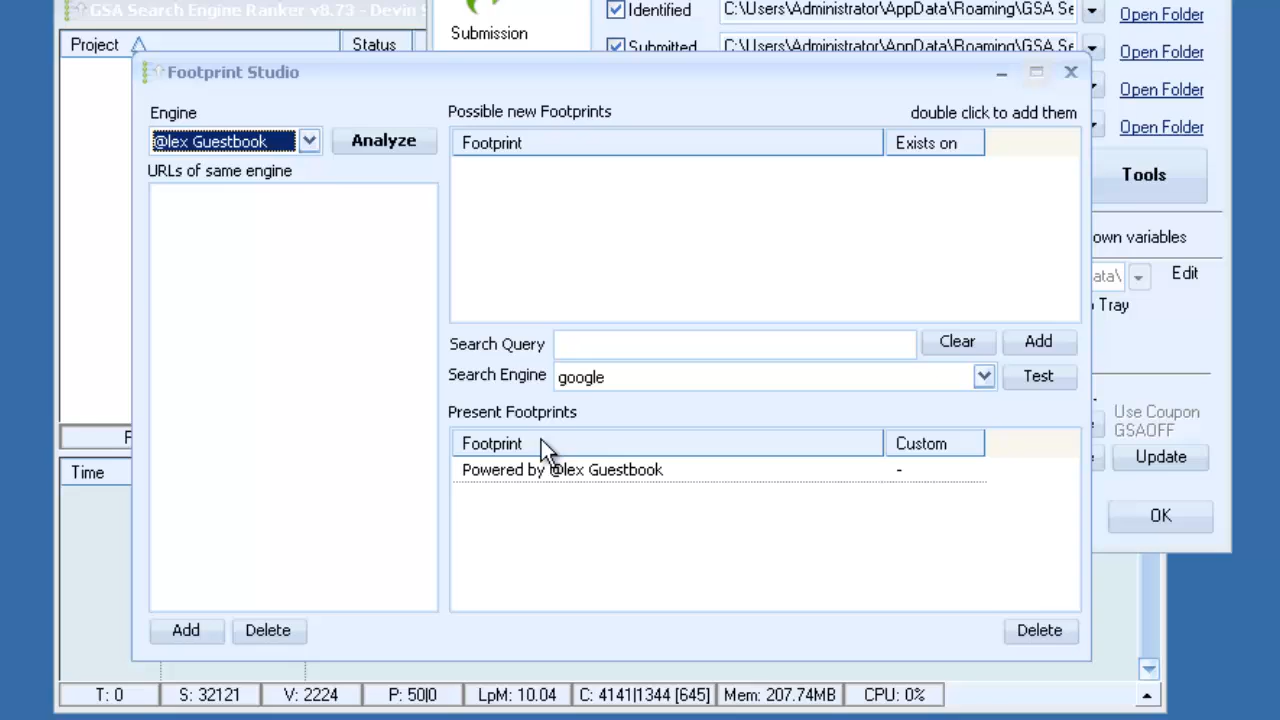 GSA Search Engine Ranker v8.73 - Devin S
Project
Status
Submission
Identified
C:\Users\Administrator\AppData\Roaming\GSA Se
Open Folder
Submitted
C:\Users\Administrator\AppData\Roaming\GSA Se
Open Folder
Open Folder
Open Folder
Tools
own variables
ata\
Edit
Tray
Use Coupon
GSAOFF
Update
OK
Footprint Studio
Engine
@lex Guestbook
Analyze
URLs of same engine
Add
Delete
Possible new Footprints
double click to add them
Footprint
Exists on
Search Query
Clear
Add
Search Engine
google
Test
Present Footprints
Footprint
Custom
Powered by @lex Guestbook
-
Delete
Time
T: 0
S: 32121
V: 2224
P: 50|0
LpM: 10.04
C: 4141|1344 [645]
Mem: 207.74MB
CPU: 0%